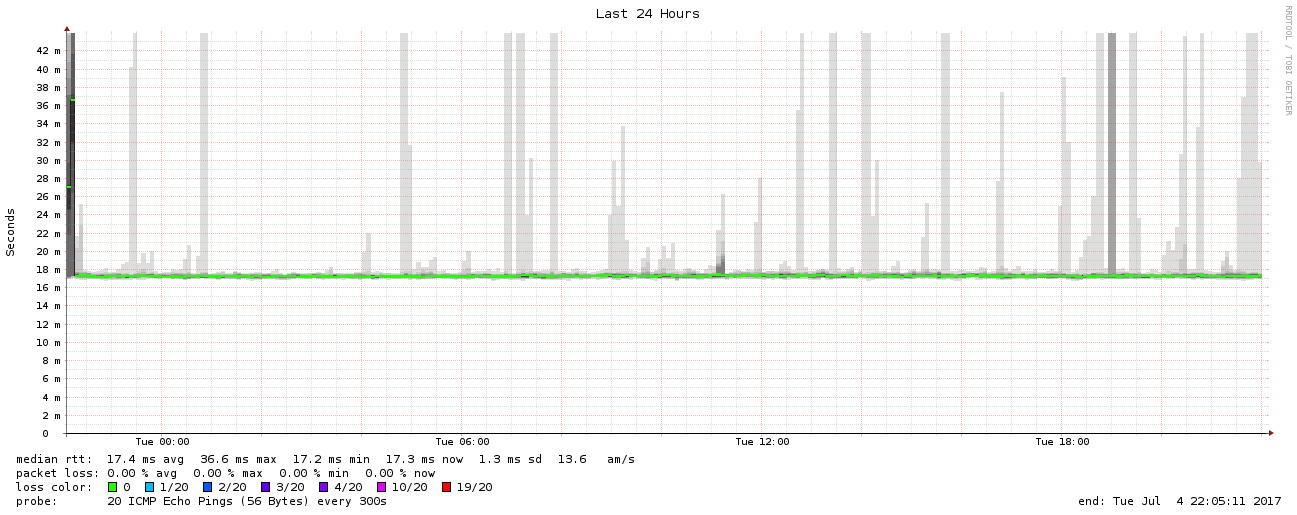 Last 24 Hours
RRDTOOL / TOBI OETIKER
Seconds
42 m
40 m
38 m
36 m
34 m
32 m
30 m
28 m
26 m
24 m
22 m
20 m
18 m
16 m
14 m
12 m
10 m
8 m
6 m
4 m
2 m
0
Tue 00:00 Tue 06:00 Tue 12:00 Tue 18:00
median rtt: 17.4 ms avg 36.6 ms max 17.2 ms min 17.3 ms now 1.3 ms sd 13.6 am/s
packet loss: 0.00 % avg 0.00 % max 0.00 % min 0.00 % now
loss color: 0 1/20 2/20 3/20 4/20 10/20 19/20
probe: 20 ICMP Echo Pings (56 Bytes) every 300s end: Tue Jul 4 22:05:11 2017